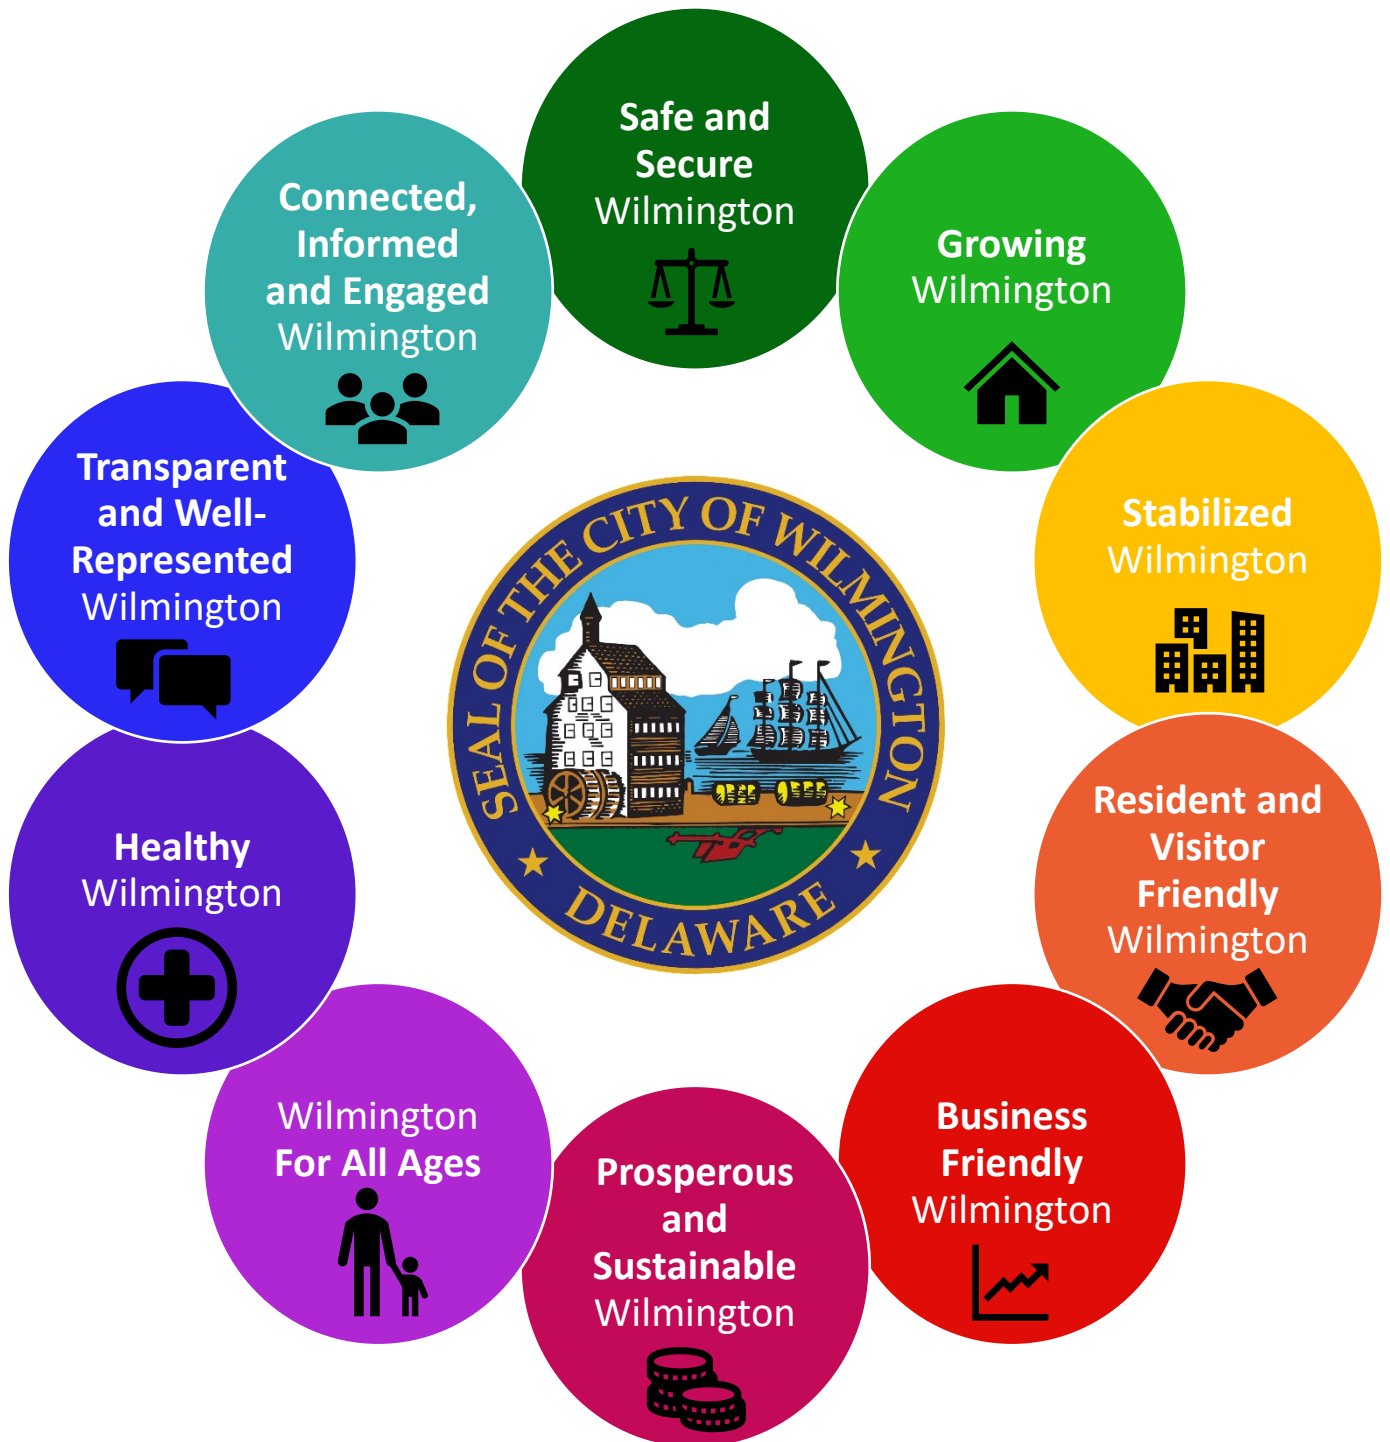 Safe and
Secure
Wilmington
Growing
Wilmington
Stabilized
Wilmington
Resident and
Visitor
Friendly
Wilmington
Business
Friendly
Wilmington
Prosperous
and
Sustainable
Wilmington
Wilmington
For All Ages
Healthy
Wilmington
Transparent
and Well-
Represented
Wilmington
Connected,
Informed
and Engaged
Wilmington
SEAL OF THE CITY OF WILMINGTON
DELAWARE